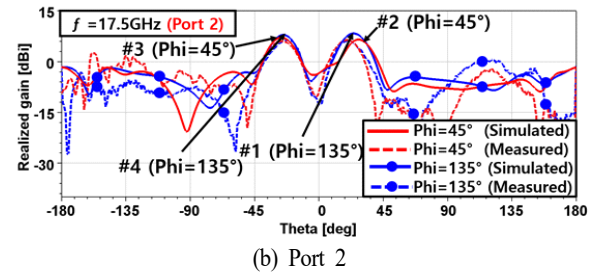 f =17.5GHz (Port 2)
#2 (Phi=45°)
#3 (Phi=45°)
Realized gain [dBi]
15
0
-15
-30
#4 (Phi=135°)
#1 (Phi=135°)
Phi=45° (Simulated)
Phi=45° (Measured)
Phi=135° (Simulated)
Phi=135° (Measured)
-180 -135 -90 -45 0 45 90 135 180
Theta [deg]
(b) Port 2